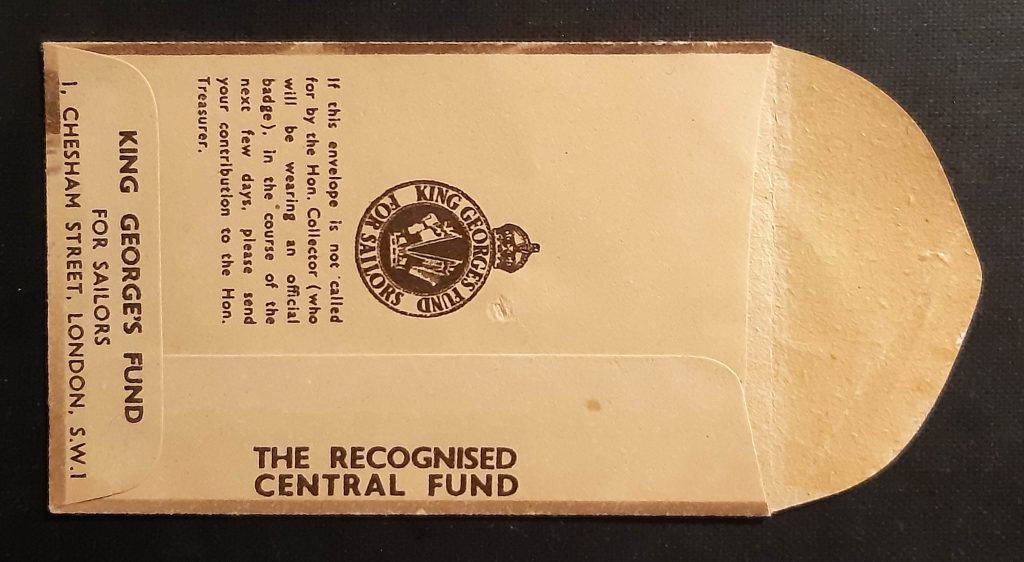 KING GEORGE'S FUND
FOR SAILORS
If this envelope is not called
for by the Hon. Collector (who
will be wearing an official
badge), in the course of the
next few days, please send
your contribution to the Hon.
Treasurer.
KING GEORGE'S FUND
FOR SAILORS
1, CHESHAM STREET, LONDON, S.W.1
THE RECOGNISED
CENTRAL FUND